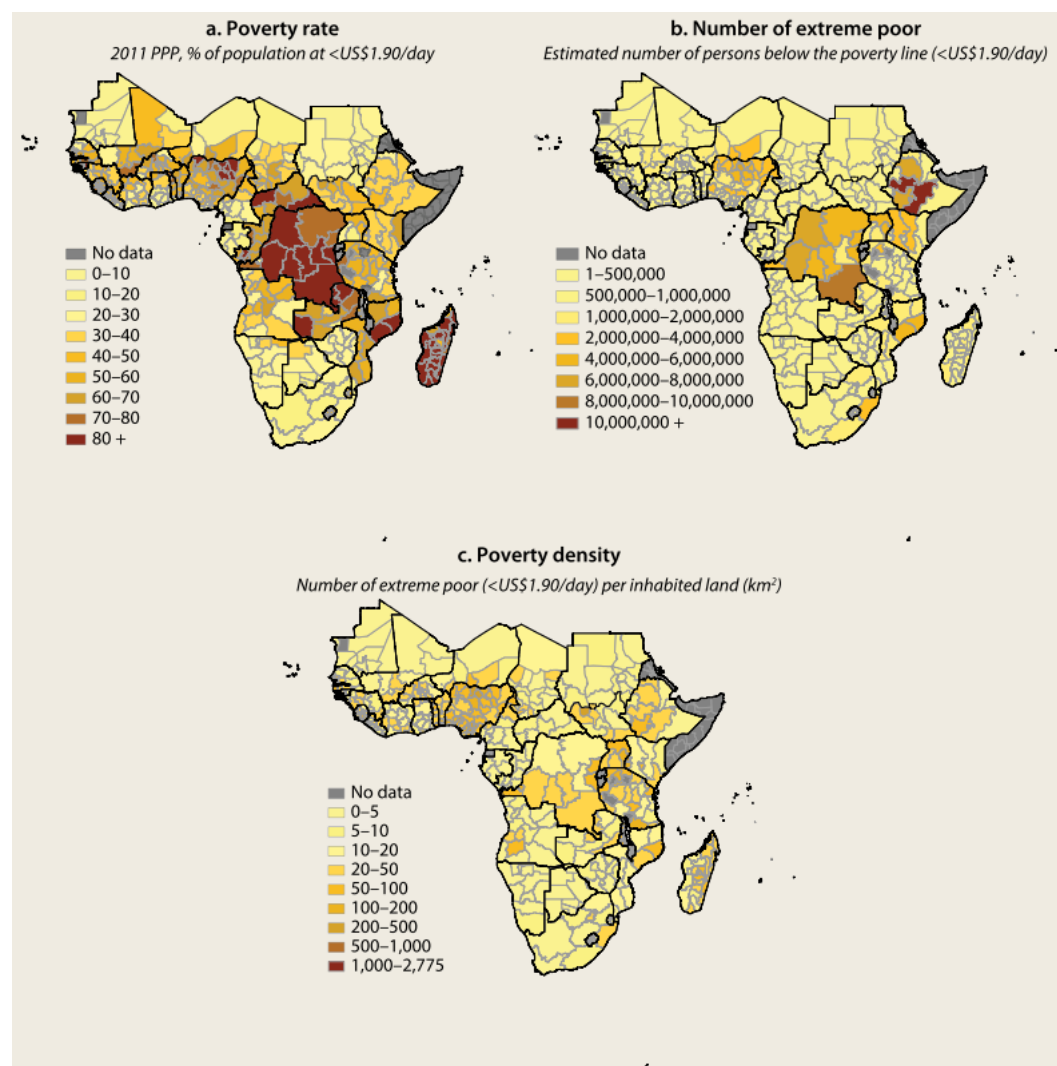 a. Poverty rate
2011 PPP, % of population at <US$1.90/day
No data
0–10
10–20
20–30
30–40
40–50
50–60
60–70
70–80
80 +
b. Number of extreme poor
Estimated number of persons below the poverty line (<US$1.90/day)
No data
1–500,000
500,000–1,000,000
1,000,000–2,000,000
2,000,000–4,000,000
4,000,000–6,000,000
6,000,000–8,000,000
8,000,000–10,000,000
10,000,000 +
c. Poverty density
Number of extreme poor (<US$1.90/day) per inhabited land (km²)
No data
0–5
5–10
10–20
20–50
50–100
100–200
200–500
500–1,000
1,000–2,775